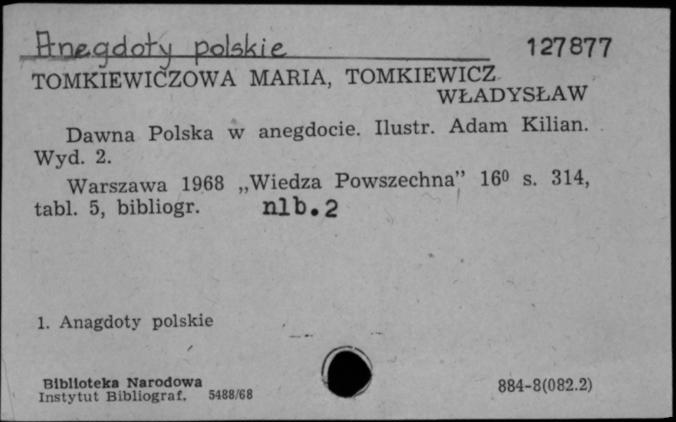 Anegdoty polskie 127877
TOMKIEWICZOWA MARIA, TOMKIEWICZ
WŁADYSŁAW
Dawna Polska w anegdocie. Ilustr. Adam Kilian.
Wyd. 2.
Warszawa 1968 „Wiedza Powszechna” 16⁰ s. 314,
tabl. 5, bibliogr. nlb.2
1. Anagdoty polskie
Biblioteka Narodowa
Instytut Bibliograf. 5488/68
884-8(082.2)